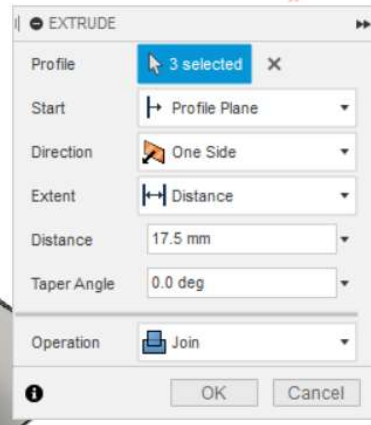 EXTRUDE
Profile 3 selected
Start Profile Plane
Direction One Side
Extent Distance
Distance 17.5 mm
Taper Angle 0.0 deg
Operation Join
OK Cancel